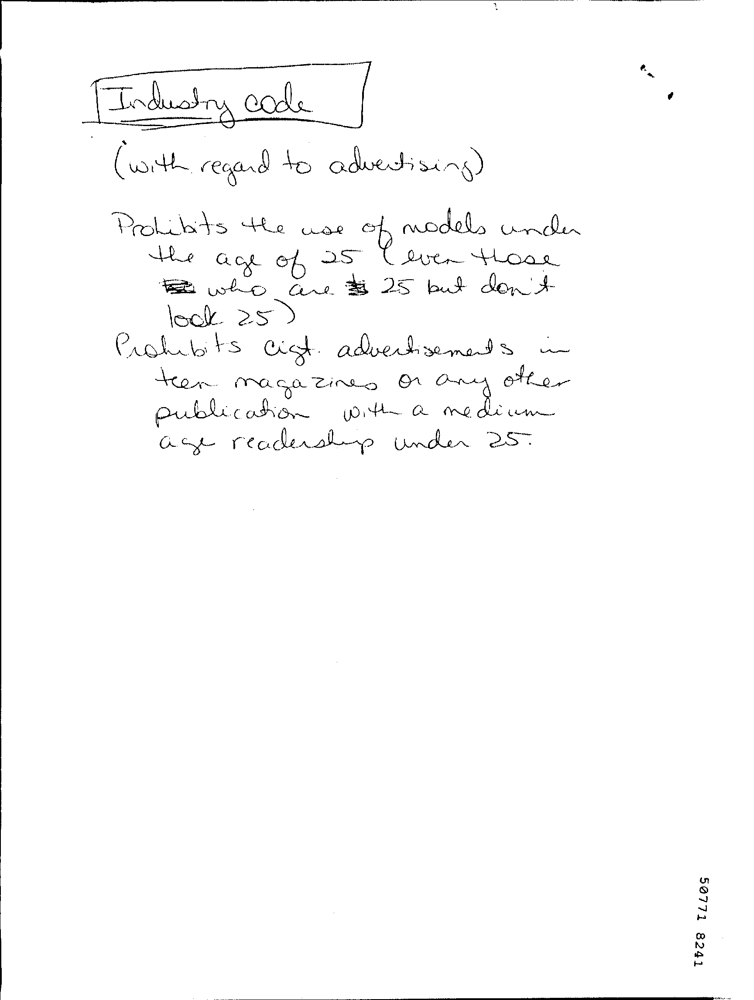 Industry code
(with regard to advertising)
Prohibits the use of models under
the age of 25 (even those
who are 25 but don't
look 25)
Prohibits cigt. advertisements in
teen magazines or any other
publication with a medium
age readership under 25.
50771 8241